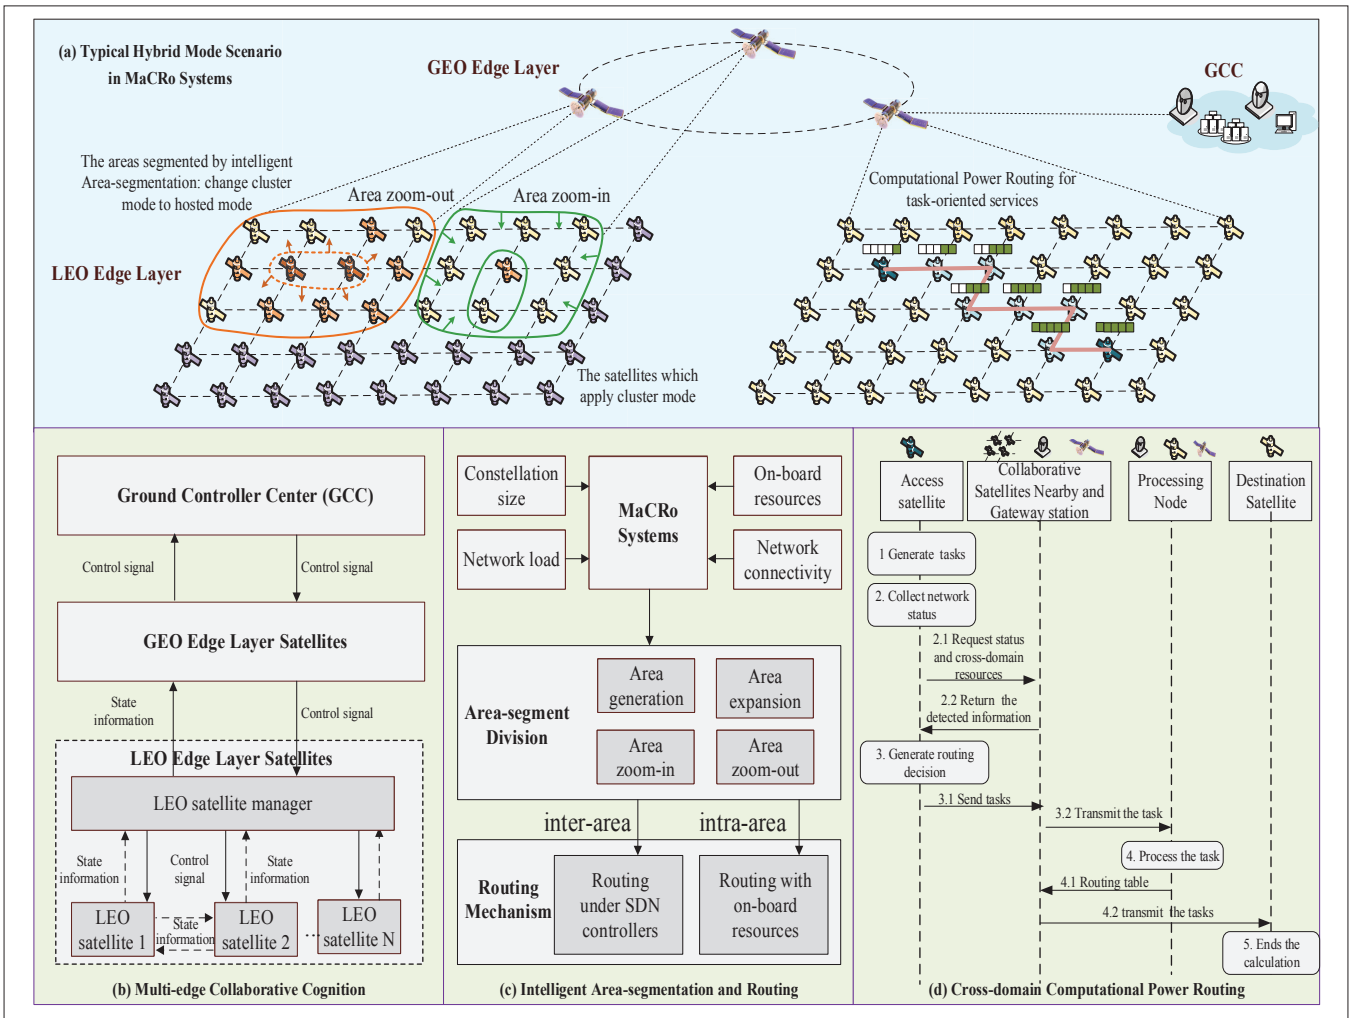 (a) Typical Hybrid Mode Scenario
in MaCRo Systems
GEO Edge Layer
GCC
The areas segmented by intelligent
Area-segmentation: change cluster
mode to hosted mode
Area zoom-out
Area zoom-in
Computational Power Routing for
task-oriented services
LEO Edge Layer
The satellites which
apply cluster mode
Ground Controller Center (GCC)
Control signal
Control signal
GEO Edge Layer Satellites
State
information
Control signal
LEO Edge Layer Satellites
LEO satellite manager
State
information
Control
signal
State
information
LEO
satellite 1
State
information
LEO
satellite 2
...
LEO
satellite N
(b) Multi-edge Collaborative Cognition
Constellation
size
MaCRo
Systems
On-board
resources
Network load
Network
connectivity
Area-segment
Division
Area
generation
Area
expansion
Area
zoom-in
Area
zoom-out
inter-area
intra-area
Routing
Mechanism
Routing
under SDN
controllers
Routing with
on-board
resources
(c) Intelligent Area-segmentation and Routing
Access
satellite
Collaborative
Satellites Nearby and
Gateway station
Processing
Node
Destination
Satellite
1 Generate tasks
2. Collect network
status
2.1 Request status
and cross-domain
resources
2.2 Return the
detected information
3. Generate routing
decision
3.1 Send tasks
3.2 Transmit the task
4. Process the task
4.1 Routing table
4.2 transmit the tasks
5. Ends the
calculation
(d) Cross-domain Computational Power Routing